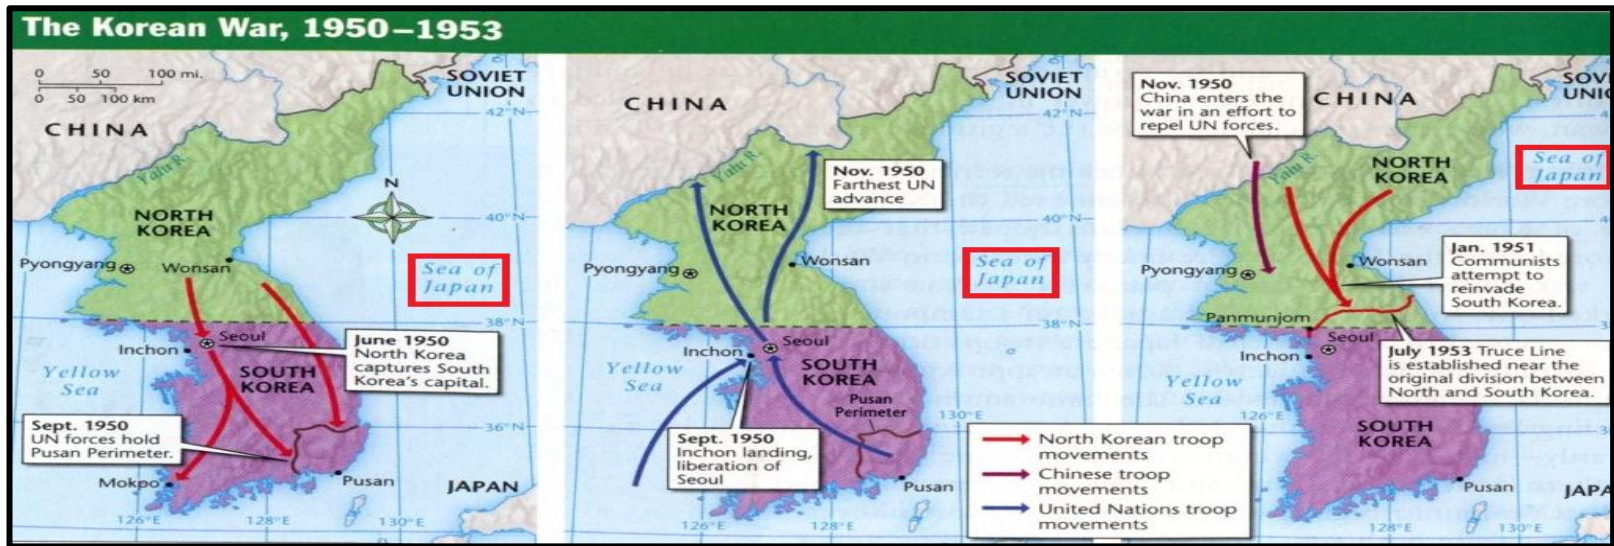 The Korean War, 1950–1953
0 50 100 mi.
0 50 100 km
CHINA
SOVIET
UNION
42°N
Yalu R.
N
NORTH
KOREA
40°N
Pyongyang
Wonsan
Sea of
Japan
38°N
Seoul
Inchon
June 1950
North Korea
captures South
Korea's capital.
Yellow
Sea
SOUTH
KOREA
Sept. 1950
UN forces hold
Pusan Perimeter.
36°N
Mokpo
Pusan
JAPAN
126°E
128°E
130°E
CHINA
SOVIET
UNION
42°N
Yalu R.
Nov. 1950
Farthest UN
advance
NORTH
KOREA
40°N
Pyongyang
Wonsan
Sea of
Japan
38°N
Seoul
Inchon
Yellow
Sea
SOUTH
KOREA
Pusan
Perimeter
130°E
Sept. 1950
Inchon landing,
liberation of
Seoul
Pusan
126°E
128°E
North Korean troop
movements
Chinese troop
movements
United Nations troop
movements
Nov. 1950
China enters the
war in an effort to
repel UN forces.
CHINA
SOVI
UNIO
Yalu R.
NORTH
KOREA
Sea of
Japan
40°N
Jan. 1951
Communists
attempt to
reinvade
South Korea.
Pyongyang
Wonsan
Panmunjom
38°N
Seoul
Inchon
July 1953 Truce Line
is established near the
original division between
North and South Korea.
Yellow
Sea
126°E
SOUTH
KOREA
Pusan
JAPA
128°E
130°E